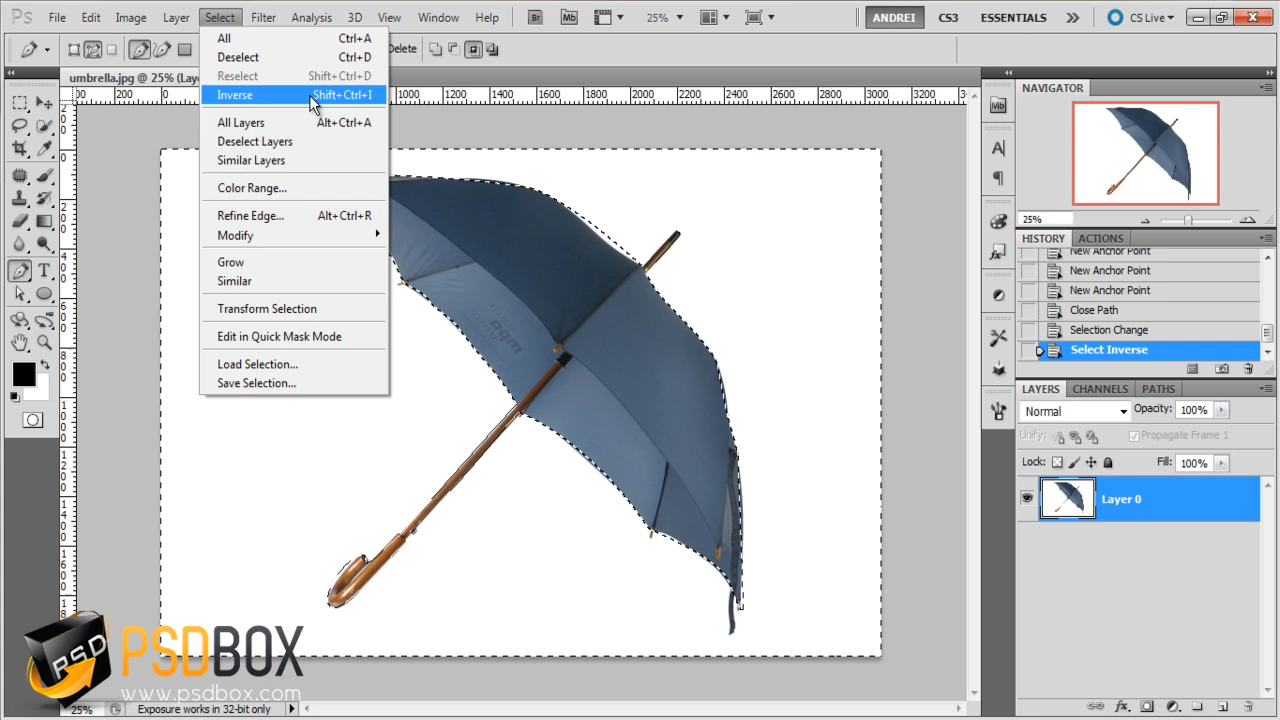 Ps File Edit Image Layer Select Filter Analysis 3D View Window Help Br Mb 25% ANDREI CS3 ESSENTIALS CS Live
Delete
umbrella.jpg @ 25% (Lay
All Ctrl+A
Deselect Ctrl+D
Reselect Shift+Ctrl+D
Inverse Shift+Ctrl+I
All Layers Alt+Ctrl+A
Deselect Layers
Similar Layers
Color Range...
Refine Edge... Alt+Ctrl+R
Modify
Grow
Similar
Transform Selection
Edit in Quick Mask Mode
Load Selection...
Save Selection...
00 200 0 1000 1200 1400 1600 1800 2000 2200 2400 2600 2800 3000 3200 3
NAVIGATOR
25%
HISTORY ACTIONS
New Anchor Point
New Anchor Point
New Anchor Point
Close Path
Selection Change
Select Inverse
LAYERS CHANNELS PATHS
Normal Opacity: 100%
Unify: Propagate Frame 1
Lock: Fill: 100%
Layer 0
PSD
PSDBOX
www.psdbox.com
25% Exposure works in 32-bit only